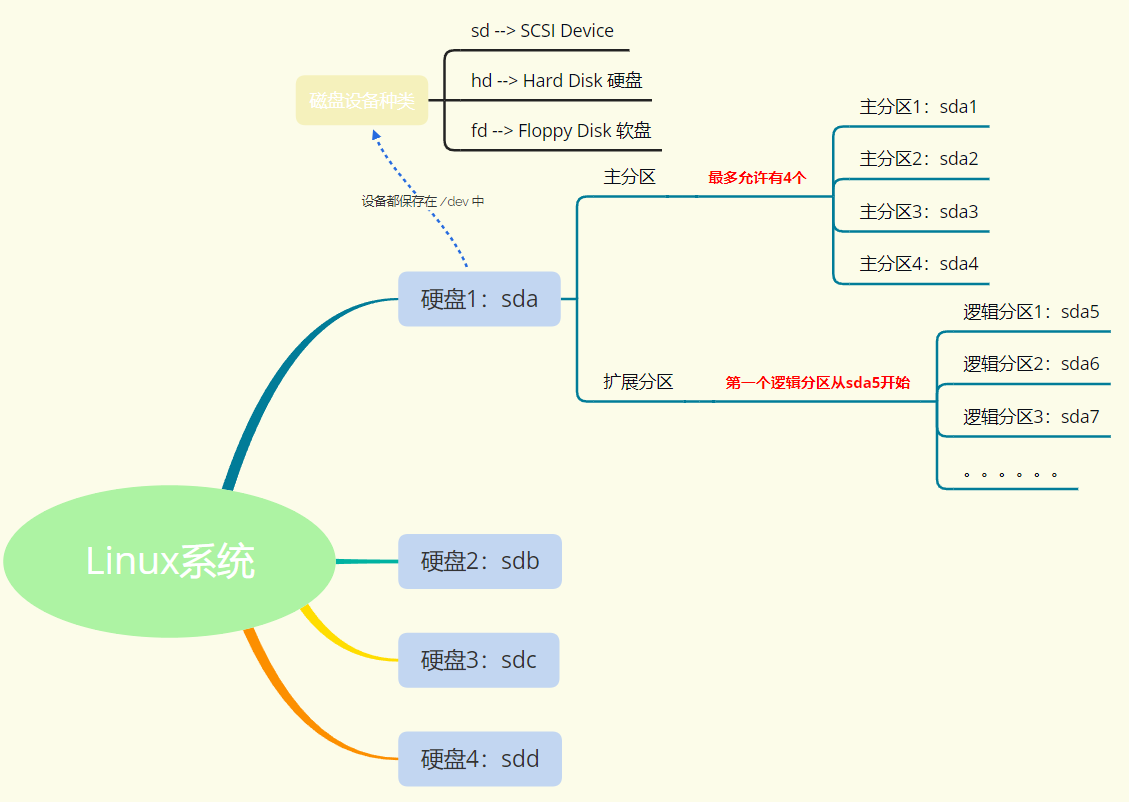 sd --> SCSI Device
磁盘设备种类
hd --> Hard Disk 硬盘
fd --> Floppy Disk 软盘
设备都保存在 /dev 中
硬盘1：sda
主分区
最多允许有4个
主分区1：sda1
主分区2：sda2
主分区3：sda3
主分区4：sda4
扩展分区
第一个逻辑分区从sda5开始
逻辑分区1：sda5
逻辑分区2：sda6
逻辑分区3：sda7
。。。。。。
Linux系统
硬盘2：sdb
硬盘3：sdc
硬盘4：sdd